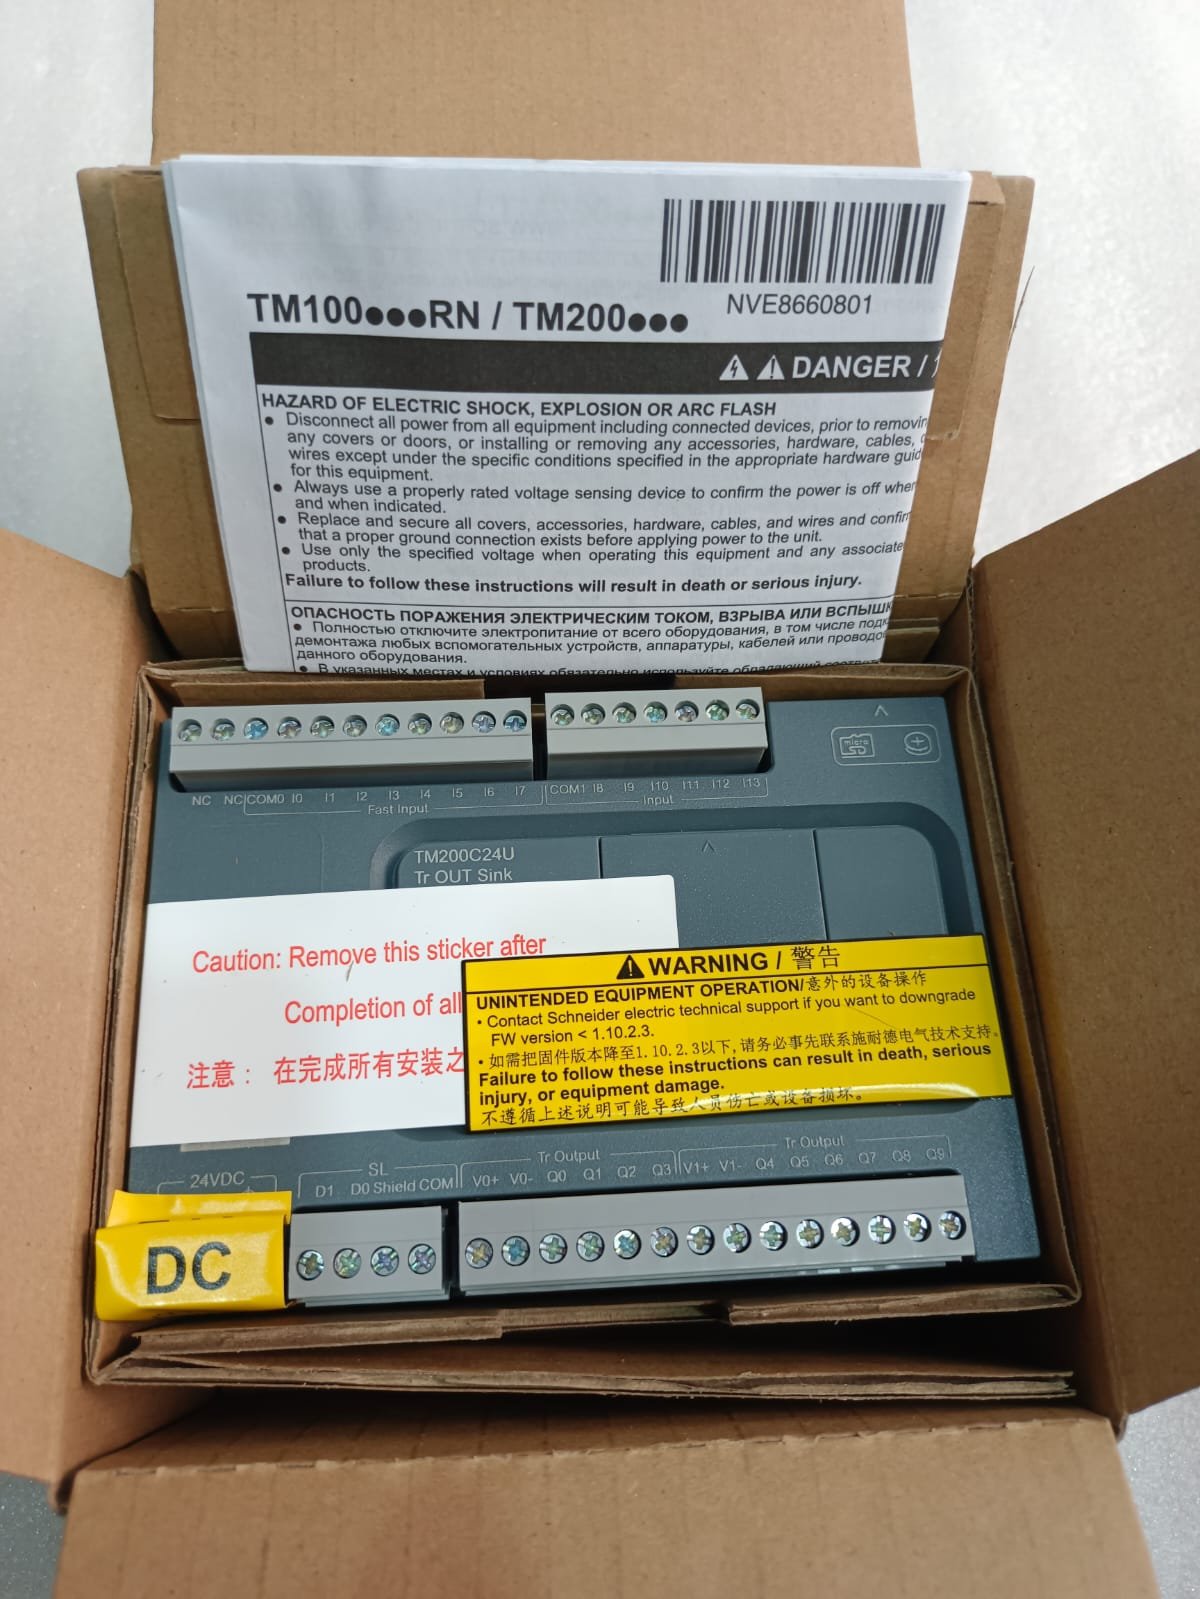 NVE8660801
TM100●●●RN / TM200●●●
DANGER /
HAZARD OF ELECTRIC SHOCK, EXPLOSION OR ARC FLASH
● Disconnect all power from all equipment including connected devices, prior to removin
any covers or doors, or installing or removing any accessories, hardware, cables,
wires except under the specific conditions specified in the appropriate hardware guid
for this equipment.
● Always use a properly rated voltage sensing device to confirm the power is off wher
and when indicated.
● Replace and secure all covers, accessories, hardware, cables, and wires and confir
that a proper ground connection exists before applying power to the unit.
● Use only the specified voltage when operating this equipment and any associate
products.
Failure to follow these instructions will result in death or serious injury.
ОПАСНОСТЬ ПОРАЖЕНИЯ ЭЛЕКТРИЧЕСКИМ ТОКОМ, ВЗРЫВА ИЛИ ВСПЫШК
● Полностью отключите электропитание от всего оборудования, в том числе подк
демонтажа любых вспомогательных устройств, аппаратуры, кабелей или проводо
данного оборудования.
● В указанных местах и условиях обязательно используйте обладающий соответ
micro SD
NC NC COM0 I0 I1 I2 I3 I4 I5 I6 I7 COM1 I8 I9 I10 I11 I12 I13
Fast Input Input
TM200C24U
Tr OUT Sink
Caution: Remove this sticker after
Completion of all
注意： 在完成所有安装之
WARNING / 警告
UNINTENDED EQUIPMENT OPERATION/意外的设备操作
• Contact Schneider electric technical support if you want to downgrade
FW version < 1.10.2.3.
• 如需把固件版本降至1.10.2.3以下,请务必事先联系施耐德电气技术支持。
Failure to follow these instructions can result in death, serious
injury, or equipment damage.
不遵循上述说明可能导致人员伤亡或设备损坏。
24VDC SL Tr Output Tr Output
D1 D0 Shield COM V0+ V0- Q0 Q1 Q2 Q3 V1+ V1- Q4 Q5 Q6 Q7 Q8 Q9
DC